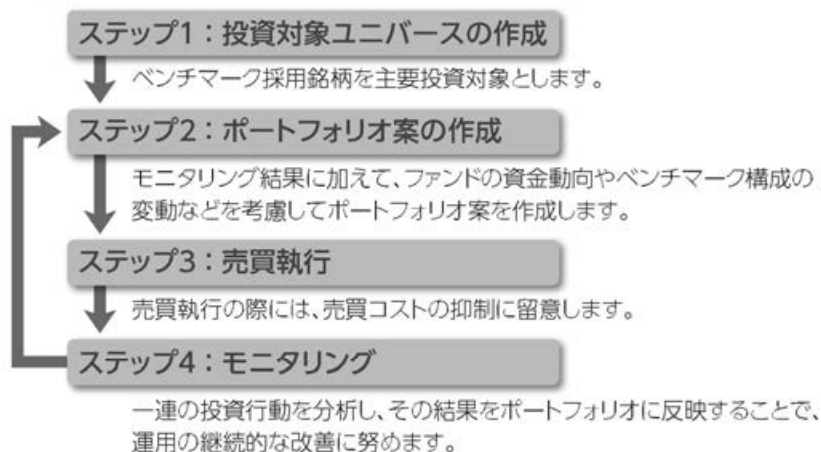 ステップ1：投資対象ユニバースの作成
ベンチマーク採用銘柄を主要投資対象とします。
ステップ2：ポートフォリオ案の作成
モニタリング結果に加えて、ファンドの資金動向やベンチマーク構成の
変動などを考慮してポートフォリオ案を作成します。
ステップ3：売買執行
売買執行の際には、売買コストの抑制に留意します。
ステップ4：モニタリング
一連の投資行動を分析し、その結果をポートフォリオに反映することで、
運用の継続的な改善に努めます。